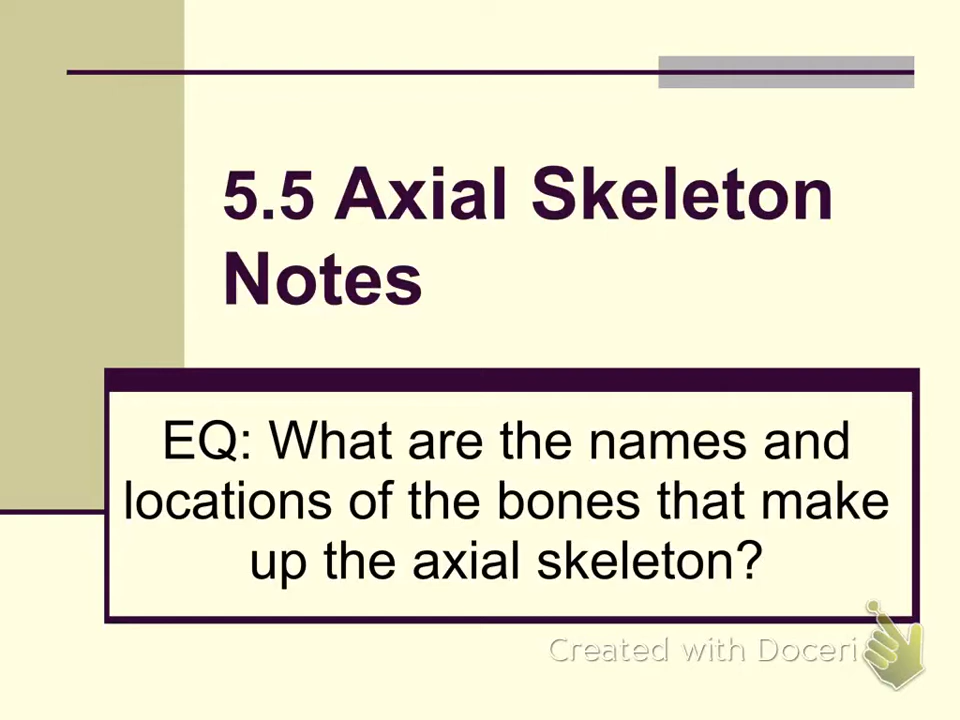 5.5 Axial Skeleton
Notes
EQ: What are the names and
locations of the bones that make
up the axial skeleton?
Created with Doceri